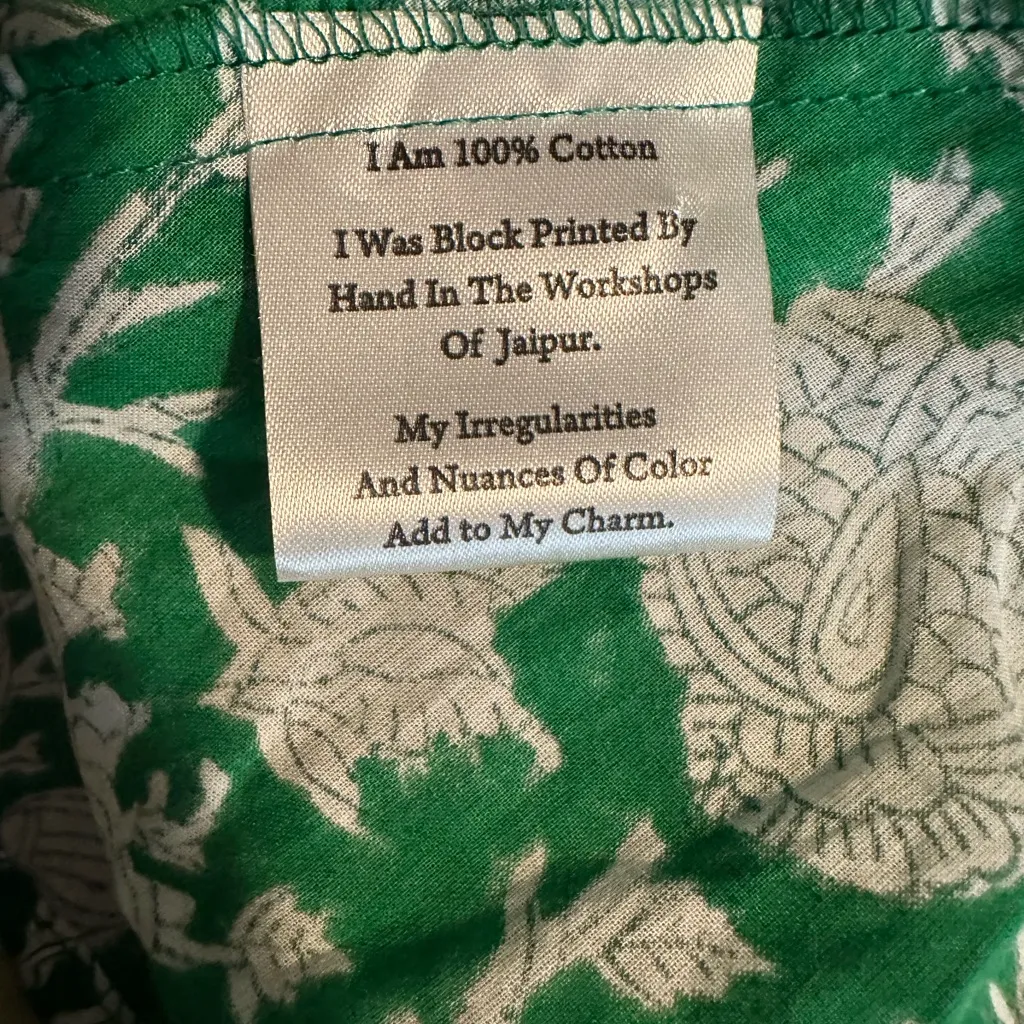 I Am 100% Cotton
I Was Block Printed By
Hand In The Workshops
Of Jaipur.
My Irregularities
And Nuances Of Color
Add to My Charm.